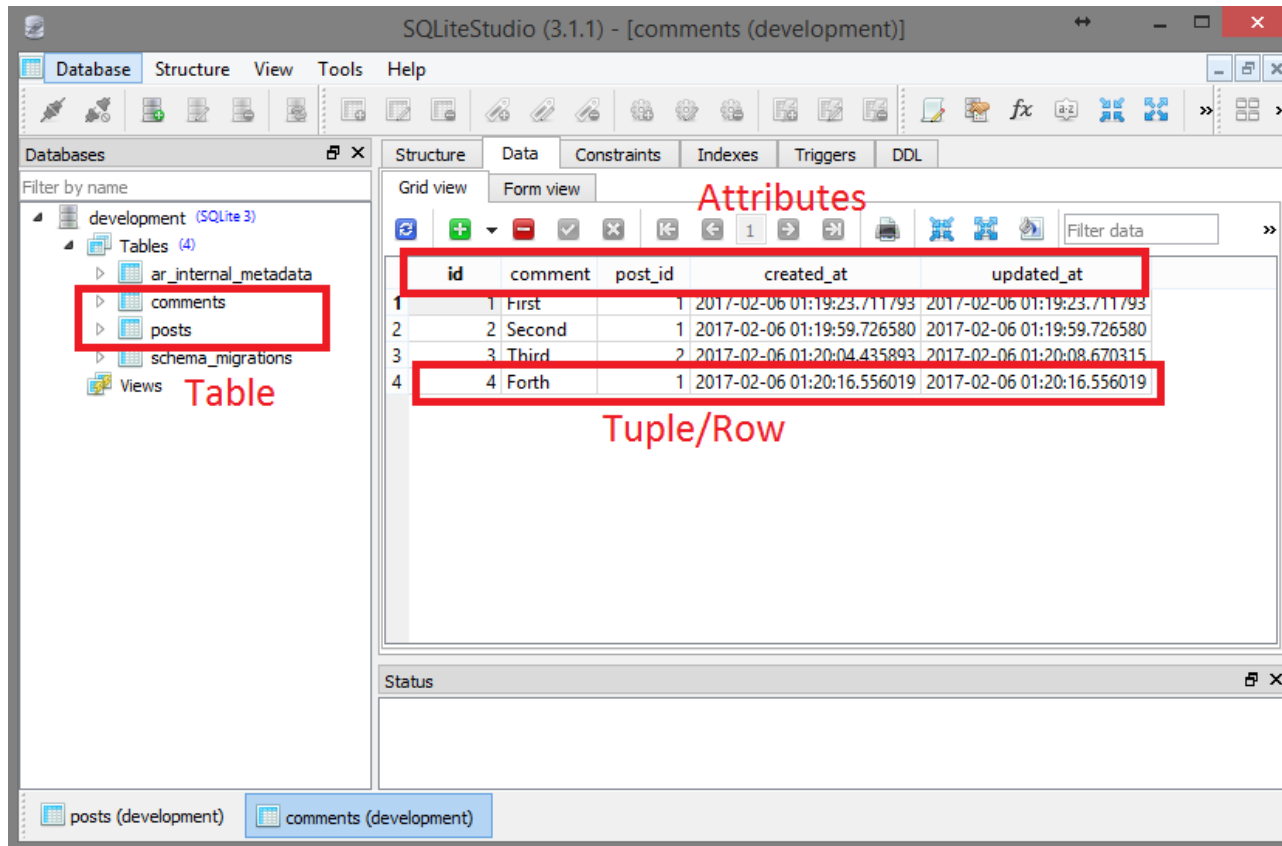 SQLiteStudio (3.1.1) - [comments (development)]
Database Structure View Tools Help
fx a·z »
Databases
Filter by name
development (SQLite 3)
Tables (4)
ar_internal_metadata
comments
posts
schema_migrations
Views
Table
Structure Data Constraints Indexes Triggers DDL
Grid view Form view
Attributes
1 Filter data »
id comment post_id created_at updated_at
1 1 First 1 2017-02-06 01:19:23.711793 2017-02-06 01:19:23.711793
2 2 Second 1 2017-02-06 01:19:59.726580 2017-02-06 01:19:59.726580
3 3 Third 2 2017-02-06 01:20:04.435893 2017-02-06 01:20:08.670315
4 4 Forth 1 2017-02-06 01:20:16.556019 2017-02-06 01:20:16.556019
Tuple/Row
Status
posts (development) comments (development)